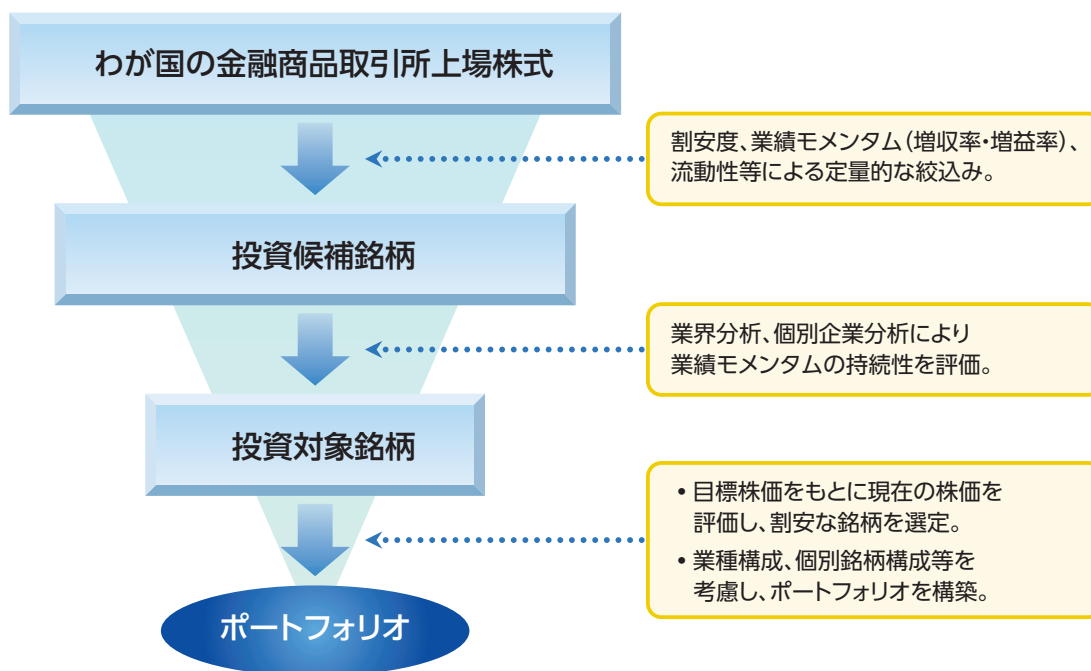 わが国の金融商品取引所上場株式
割安度、業績モメンタム（増収率・増益率）、
流動性等による定量的な絞込み。
投資候補銘柄
業界分析、個別企業分析により
業績モメンタムの持続性を評価。
投資対象銘柄
• 目標株価をもとに現在の株価を
評価し、割安な銘柄を選定。
• 業種構成、個別銘柄構成等を
考慮し、ポートフォリオを構築。
ポートフォリオ